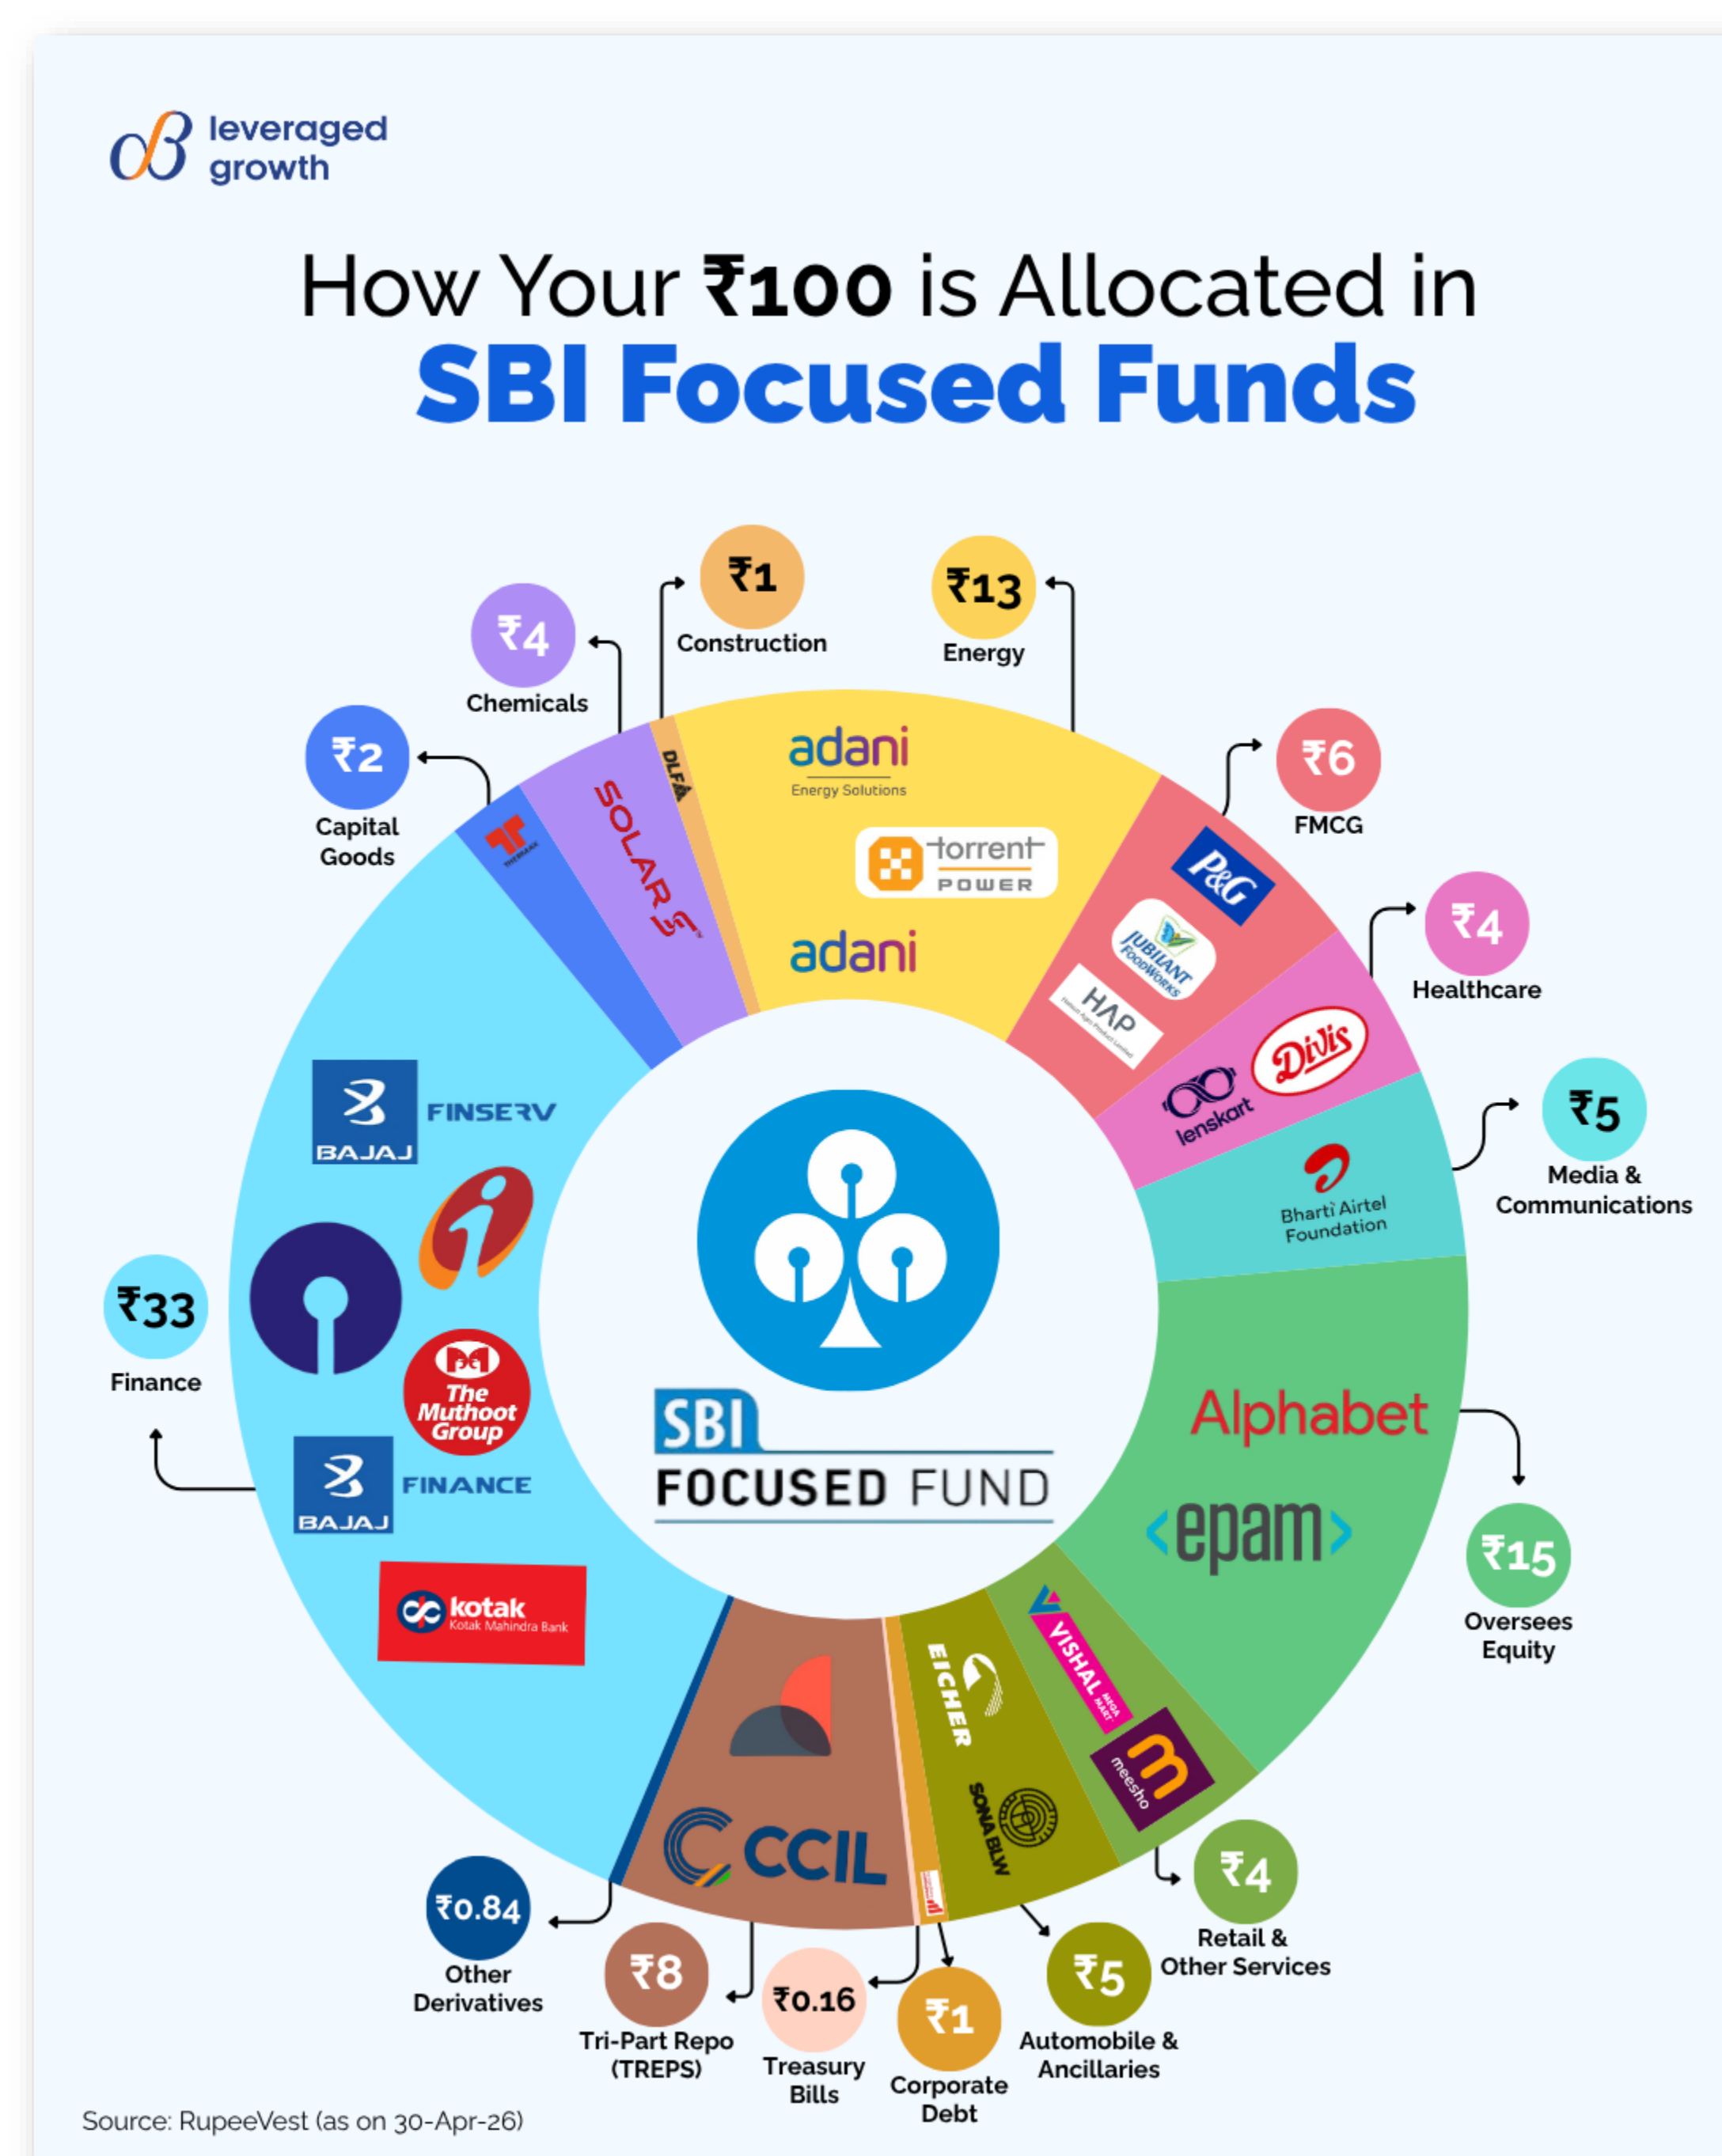 leveraged
growth
How Your ₹100 is Allocated in
SBI Focused Funds
₹1
Construction
₹13
Energy
₹4
Chemicals
₹2
Capital
Goods
₹6
FMCG
₹4
Healthcare
₹5
Media &
Communications
₹33
Finance
₹15
Oversees
Equity
₹4
Retail &
Other Services
₹5
Automobile &
Ancillaries
₹1
Corporate
Debt
₹0.16
Treasury
Bills
₹8
Tri-Part Repo
(TREPS)
₹0.84
Other
Derivatives
THERMAX
SOLAR
DLF
adani
Energy Solutions
torrent
POWER
adani
P&G
JUBILANT
FOODWORKS
HAP
Divis
lenskart
Bharti Airtel
Foundation
Alphabet
<epam>
VISHAL
MEGA
MART
meesho
EICHER
SONA BLW
CCIL
BAJAJ
FINSERV
The
Muthoot
Group
BAJAJ
FINANCE
kotak
Kotak Mahindra Bank
SBI
FOCUSED FUND
Source: RupeeVest (as on 30-Apr-26)